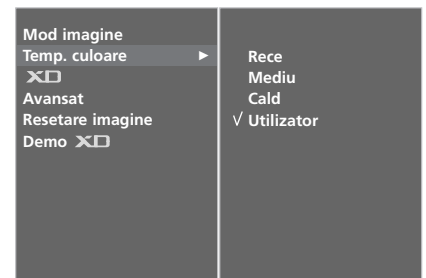 Mod imagine
Temp. culoare ►
XD
Avansat
Resetare imagine
Demo XD
Rece
Mediu
Cald
√ Utilizator